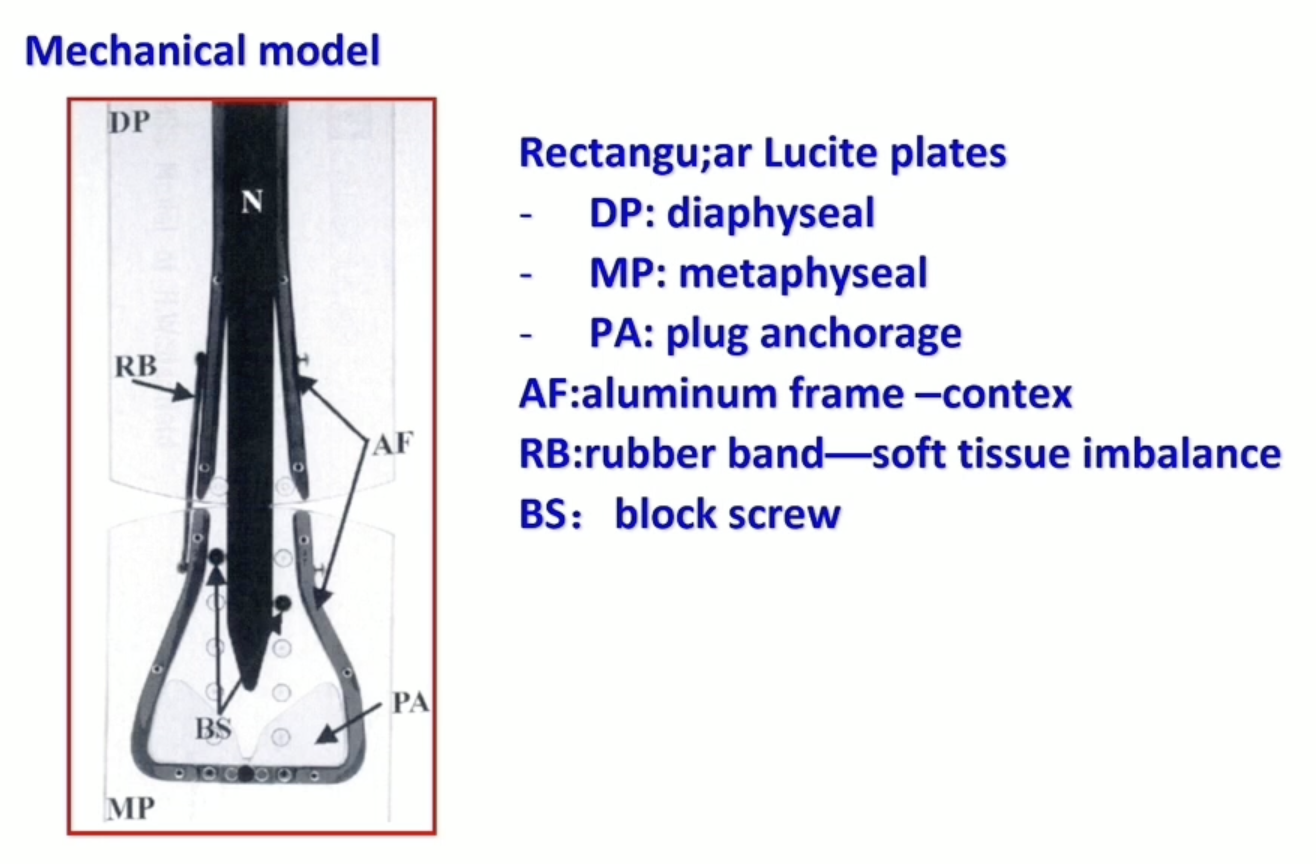 Mechanical model
DP
N
RB
AF
BS
PA
MP
Rectangu;ar Lucite plates
- DP: diaphyseal
- MP: metaphyseal
- PA: plug anchorage
AF:aluminum frame –contex
RB:rubber band—soft tissue imbalance
BS： block screw